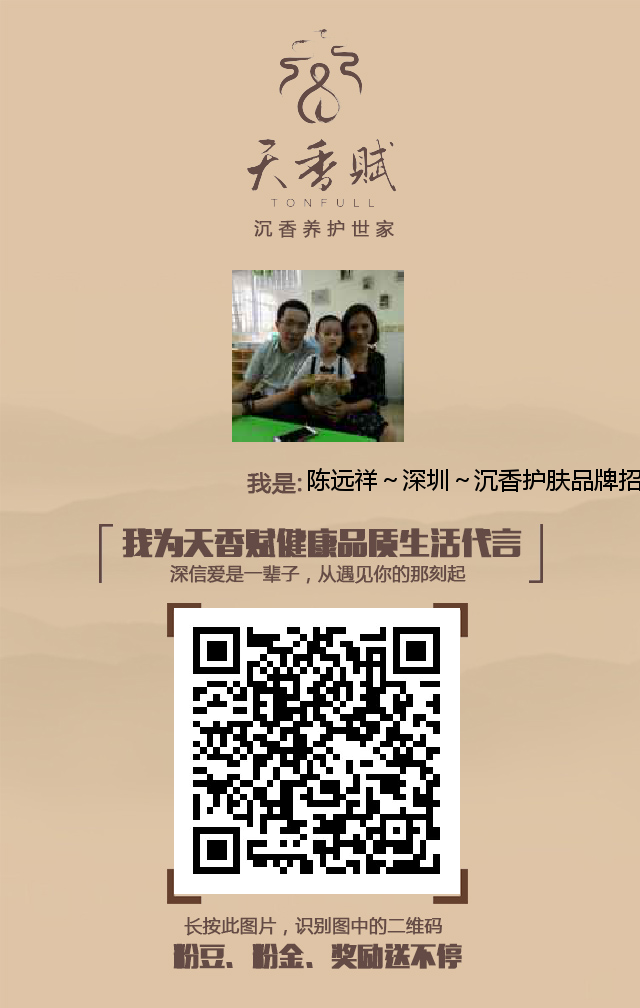 天香赋
TONFULL
沉香养护世家
我是:陈远祥~深圳~沉香护肤品牌招
我为天香赋健康品质生活代言
深信爱是一辈子，从遇见你的那刻起
长按此图片，识别图中的二维码
粉豆、粉金、奖励送不停